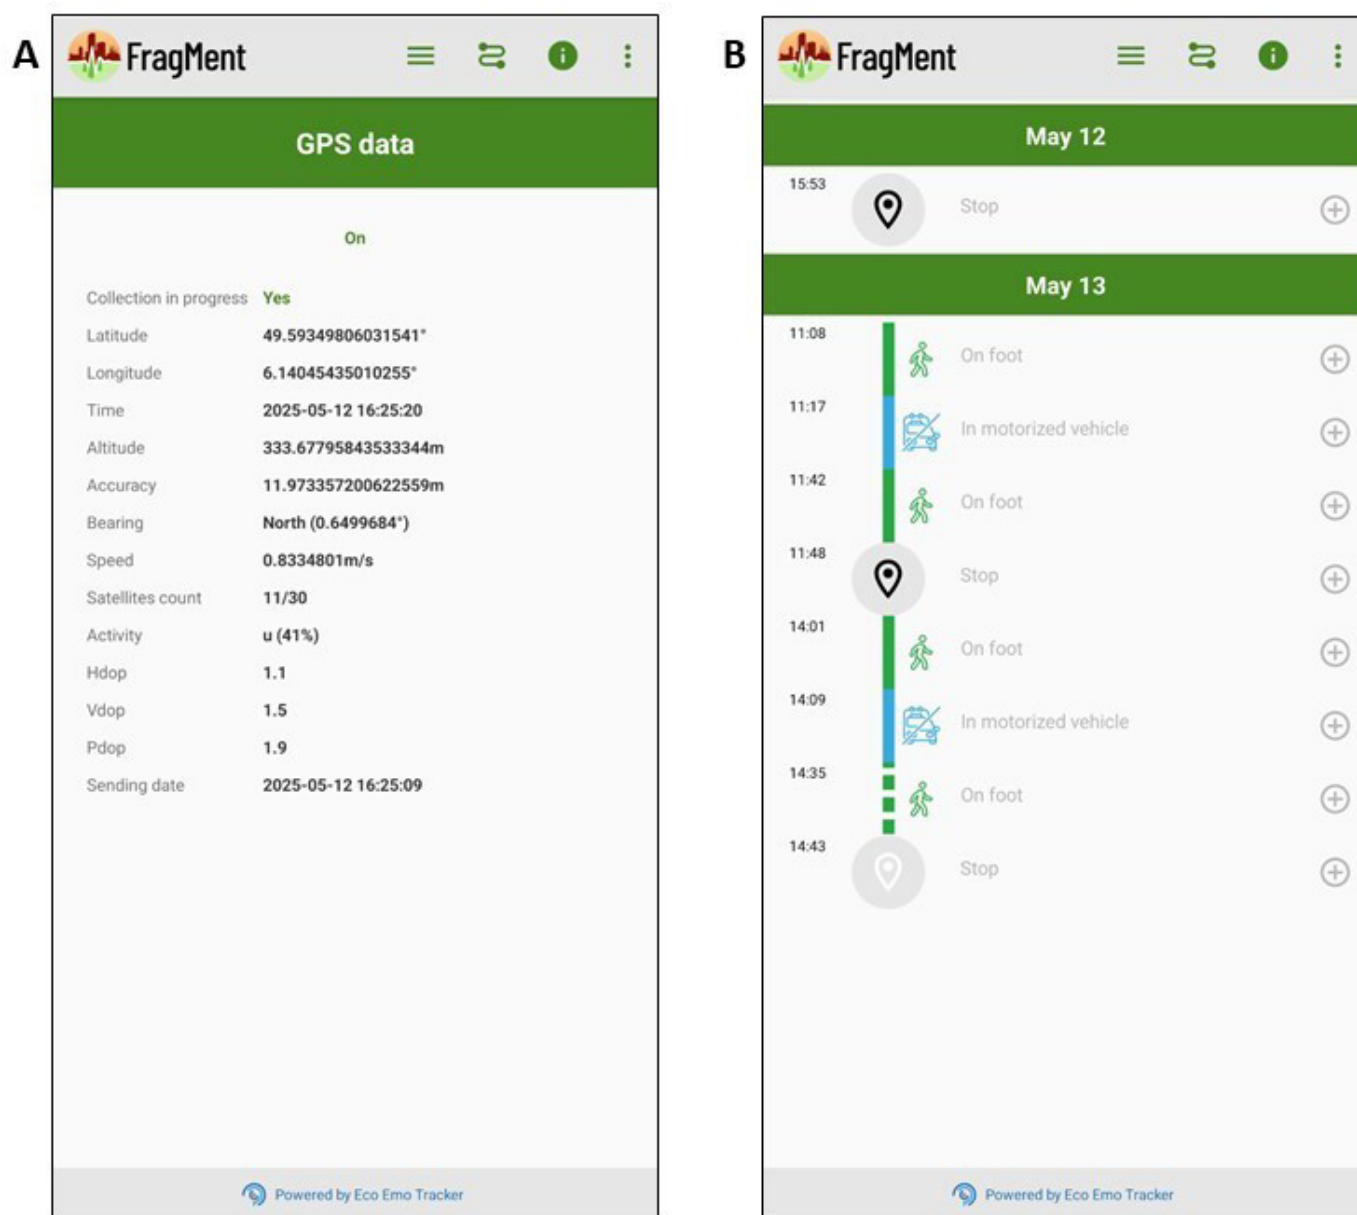 A
FragMent
GPS data
On
Collection in progress Yes
Latitude 49.59349806031541°
Longitude 6.14045435010255°
Time 2025-05-12 16:25:20
Altitude 333.67795843533344m
Accuracy 11.973357200622559m
Bearing North (0.6499684°)
Speed 0.8334801m/s
Satellites count 11/30
Activity u (41%)
Hdop 1.1
Vdop 1.5
Pdop 1.9
Sending date 2025-05-12 16:25:09
Powered by Eco Emo Tracker
B
FragMent
May 12
15:53 Stop
May 13
11:08 On foot
11:17 In motorized vehicle
11:42 On foot
11:48 Stop
14:01 On foot
14:09 In motorized vehicle
14:35 On foot
14:43 Stop
Powered by Eco Emo Tracker